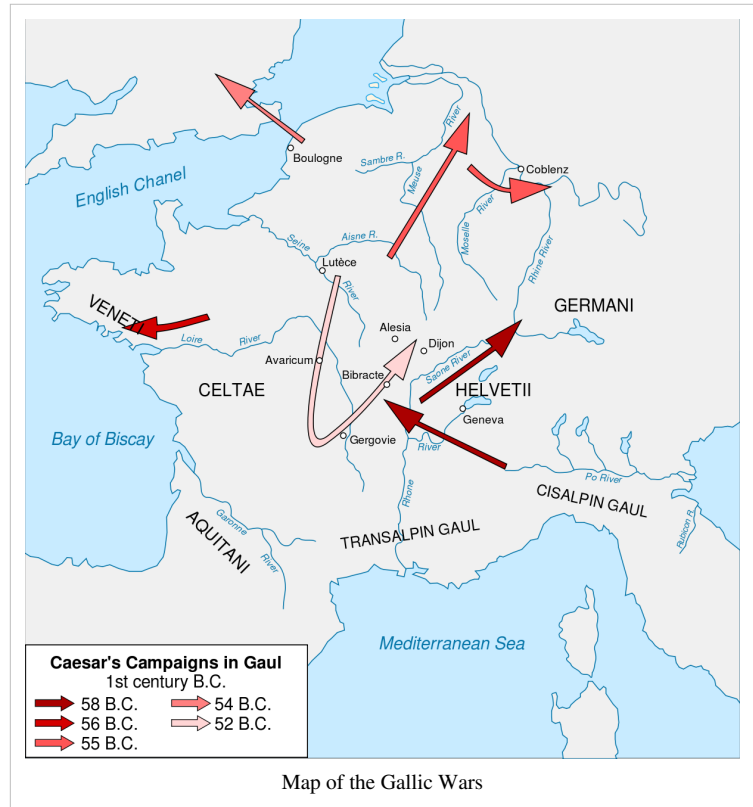 River
Boulogne
Sambre R.
Meuse
Coblenz
English Chanel
River
Moselle
Rhine River
Seine
Aisne R.
Lutèce
River
VENETI
GERMANI
Alesia
Dijon
Loire
River
Avaricum
Saone River
Bibracte
CELTAE
HELVETII
Geneva
Bay of Biscay
Gergovie
River
Po River
Rhone
CISALPIN GAUL
Garonne
Rubicon R.
AQUITANI
TRANSALPIN GAUL
River
Mediterranean Sea
Caesar's Campaigns in Gaul
1st century B.C.
58 B.C.
54 B.C.
56 B.C.
52 B.C.
55 B.C.
Map of the Gallic Wars